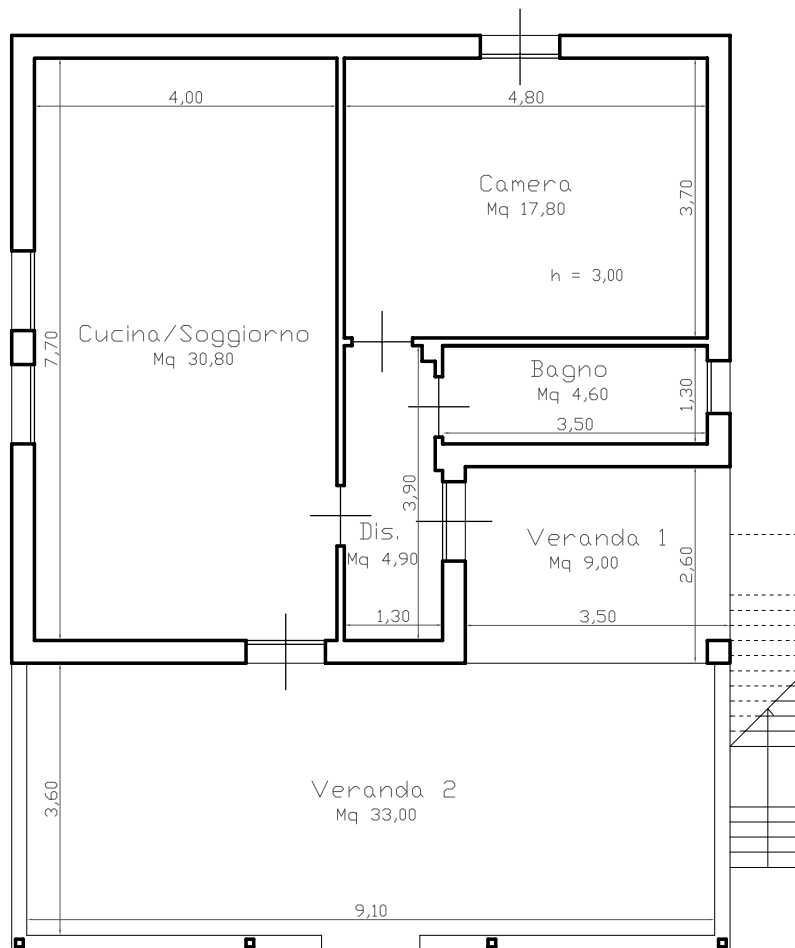 4,00
4,80
Camera
Mq 17,80
3,70
h = 3,00
Cucina/Soggiorno
Mq 30,80
7,70
Bagno
Mq 4,60
1,30
3,50
3,90
Dis.
Mq 4,90
Veranda 1
Mq 9,00
2,60
1,30
3,50
Veranda 2
Mq 33,00
3,60
9,10